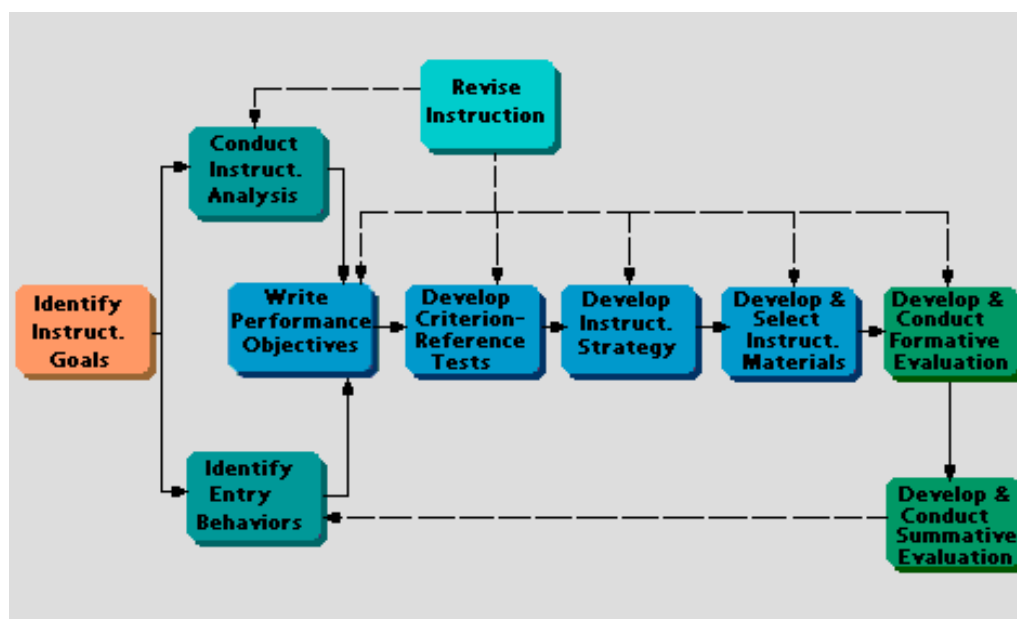 Revise
Instruction
Conduct
Instruct.
Analysis
Identify
Instruct.
Goals
Write
Performance
Objectives
Develop
Criterion-
Reference
Tests
Develop
Instruct.
Strategy
Develop &
Select
Instruct.
Materials
Develop &
Conduct
Formative
Evaluation
Identify
Entry
Behaviors
Develop &
Conduct
Summative
Evaluation